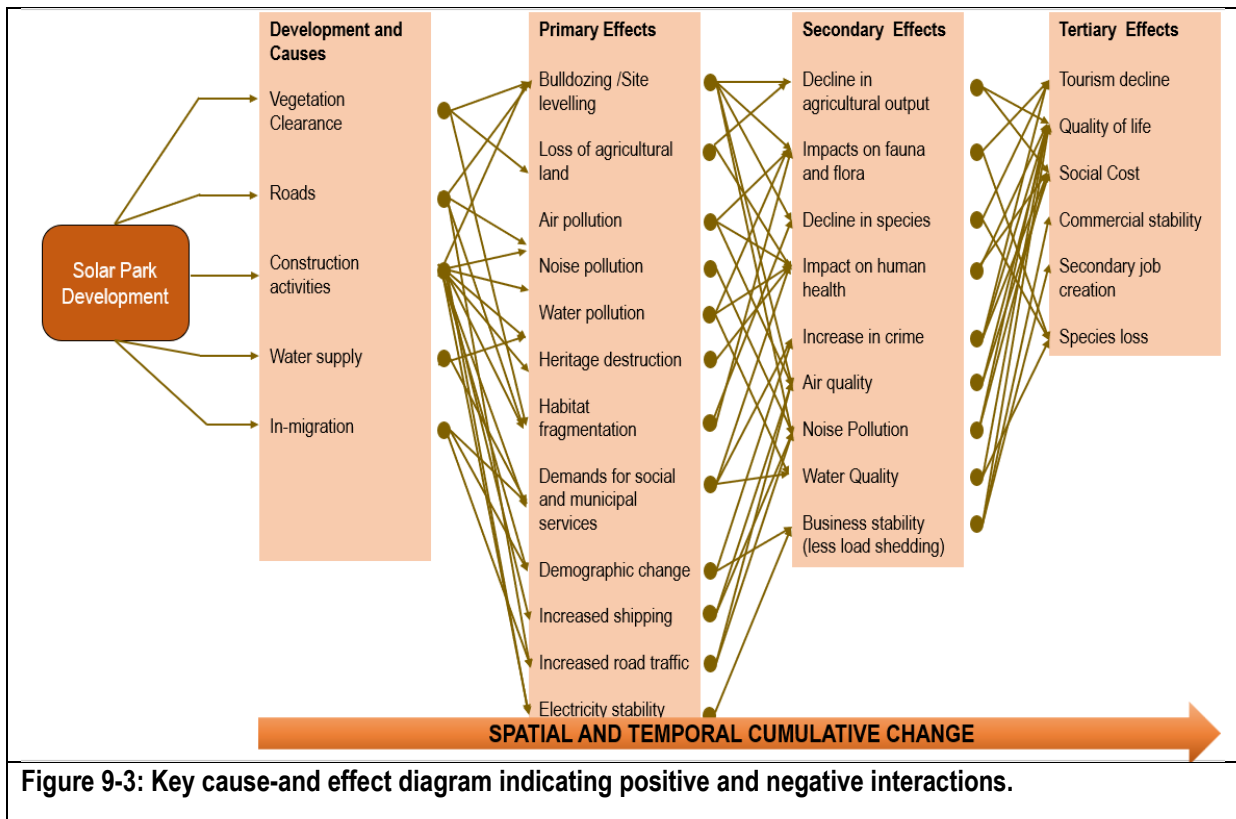 Solar Park
Development
Development and
Causes
Vegetation
Clearance
Roads
Construction
activities
Water supply
In-migration
Primary Effects
Bulldozing /Site
levelling
Loss of agricultural
land
Air pollution
Noise pollution
Water pollution
Heritage destruction
Habitat
fragmentation
Demands for social
and municipal
services
Demographic change
Increased shipping
Increased road traffic
Electricity stability
Secondary Effects
Decline in
agricultural output
Impacts on fauna
and flora
Decline in species
Impact on human
health
Increase in crime
Air quality
Noise Pollution
Water Quality
Business stability
(less load shedding)
Tertiary Effects
Tourism decline
Quality of life
Social Cost
Commercial stability
Secondary job
creation
Species loss
SPATIAL AND TEMPORAL CUMULATIVE CHANGE
Figure 9-3: Key cause-and effect diagram indicating positive and negative interactions.